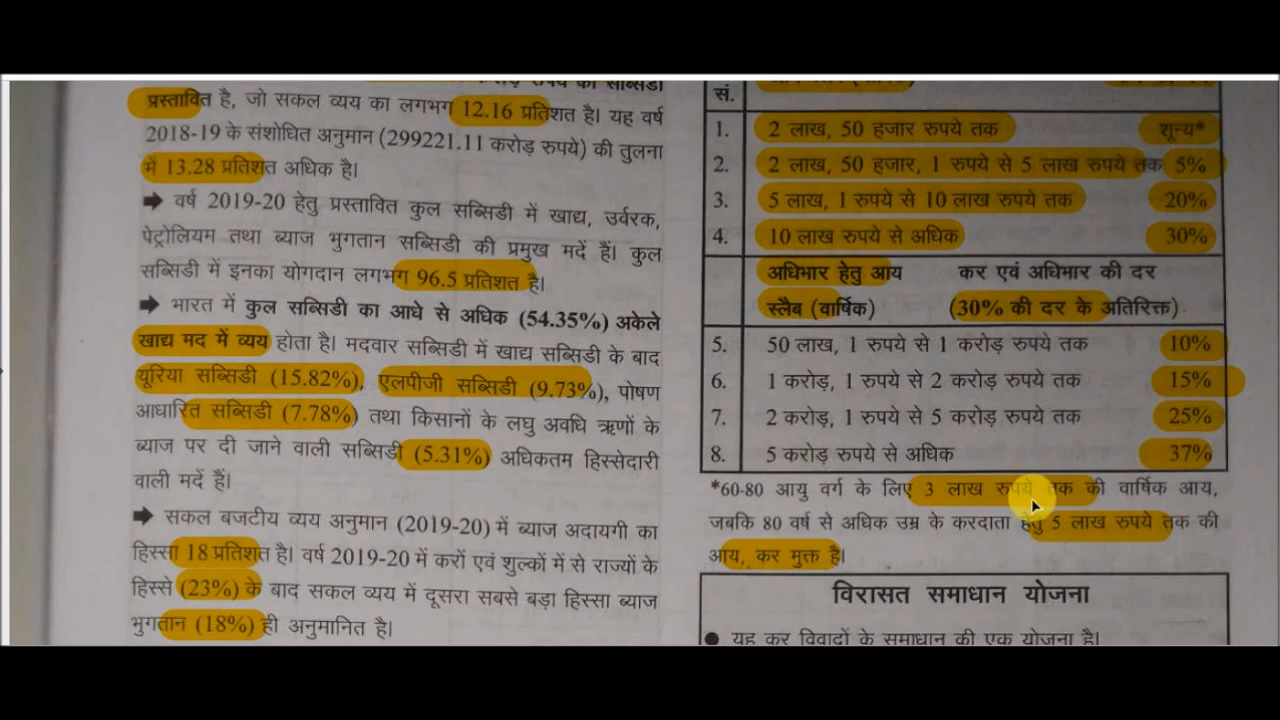 सब्सिडी
प्रस्तावित है, जो सकल व्यय का लगभग 12.16 प्रतिशत है। यह वर्ष
2018-19 के संशोधित अनुमान (299221.11 करोड़ रुपये) की तुलना
में 13.28 प्रतिशत अधिक है।
➡ वर्ष 2019-20 हेतु प्रस्तावित कुल सब्सिडी में खाद्य, उर्वरक,
पेट्रोलियम तथा ब्याज भुगतान सब्सिडी की प्रमुख मदें हैं। कुल
सब्सिडी में इनका योगदान लगभग 96.5 प्रतिशत है।
➡ भारत में कुल सब्सिडी का आधे से अधिक (54.35%) अकेले
खाद्य मद में व्यय होता है। मदवार सब्सिडी में खाद्य सब्सिडी के बाद
यूरिया सब्सिडी (15.82%), एलपीजी सब्सिडी (9.73%), पोषण
आधारित सब्सिडी (7.78%) तथा किसानों के लघु अवधि ऋणों के
ब्याज पर दी जाने वाली सब्सिडी (5.31%) अधिकतम हिस्सेदारी
वाली मदें हैं।
➡ सकल बजटीय व्यय अनुमान (2019-20) में ब्याज अदायगी का
हिस्सा 18 प्रतिशत है। वर्ष 2019-20 में करों एवं शुल्कों में से राज्यों के
हिस्से (23%) के बाद सकल व्यय में दूसरा सबसे बड़ा हिस्सा ब्याज
भुगतान (18%) ही अनुमानित है।
सं.
1. 2 लाख, 50 हजार रुपये तक शून्य*
2. 2 लाख, 50 हजार, 1 रुपये से 5 लाख रुपये तक 5%
3. 5 लाख, 1 रुपये से 10 लाख रुपये तक 20%
4. 10 लाख रुपये से अधिक 30%
अधिभार हेतु आय कर एवं अधिभार की दर
स्लैब (वार्षिक) (30% की दर के अतिरिक्त)
5. 50 लाख, 1 रुपये से 1 करोड़ रुपये तक 10%
6. 1 करोड़, 1 रुपये से 2 करोड़ रुपये तक 15%
7. 2 करोड़, 1 रुपये से 5 करोड़ रुपये तक 25%
8. 5 करोड़ रुपये से अधिक 37%
*60-80 आयु वर्ग के लिए 3 लाख रुपये तक की वार्षिक आय,
जबकि 80 वर्ष से अधिक उम्र के करदाता हेतु 5 लाख रुपये तक की
आय, कर मुक्त है।
विरासत समाधान योजना
● यह कर विवादों के समाधान की एक योजना है।